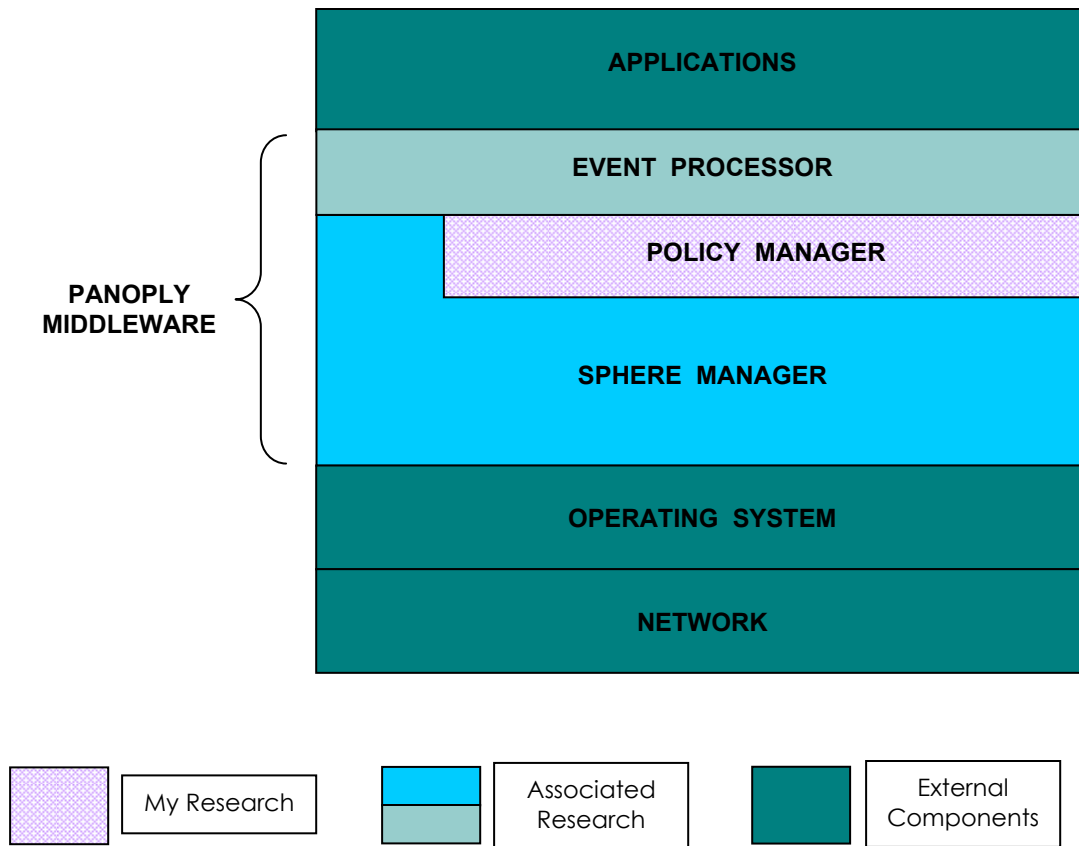 APPLICATIONS
EVENT PROCESSOR
POLICY MANAGER
PANOPLY
MIDDLEWARE
SPHERE MANAGER
OPERATING SYSTEM
NETWORK
My Research
Associated
Research
External
Components